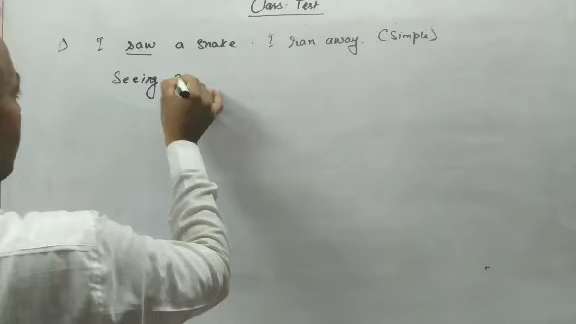 Class-Test
1) I saw a snake. I ran away. (Simple)
Seeing